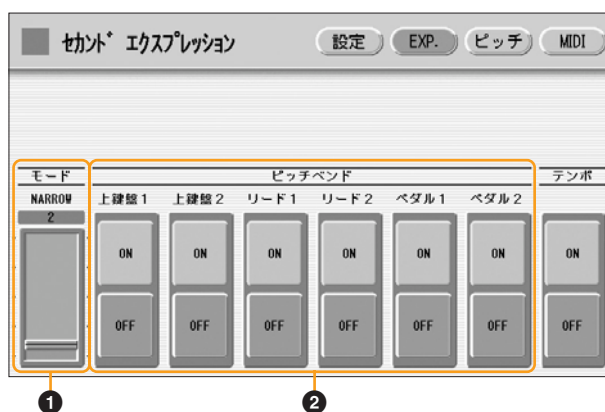 セカンド エクスプレッション 設定 EXP. ピッチ MIDI
モード ピッチベンド テンポ
NARROW 上鍵盤1 上鍵盤2 リード1 リード2 ペダル1 ペダル2
2
ON ON ON ON ON ON ON
OFF OFF OFF OFF OFF OFF OFF
❶ ❷